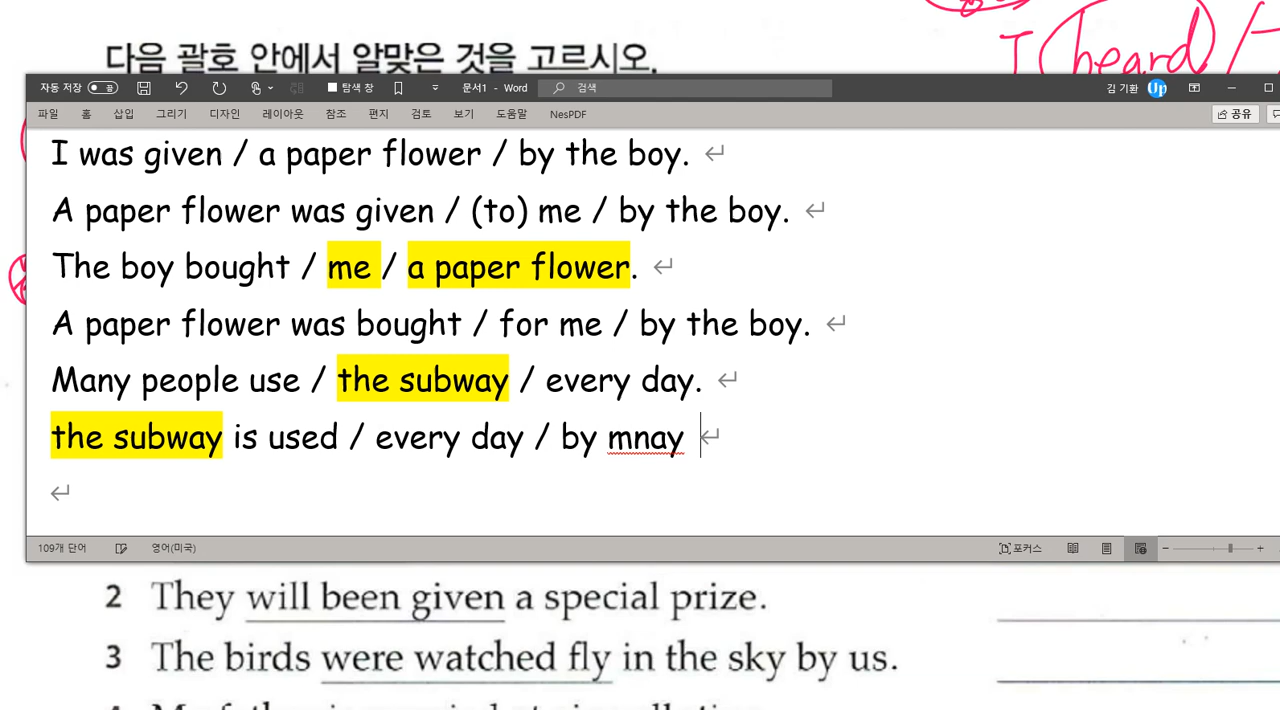 I heard
다음 괄호 안에서 알맞은 것을 고르시오.
자동 저장 끔 탐색 창 문서1 - Word 검색 김 기환 Up
파일 홈 삽입 그리기 디자인 레이아웃 참조 편지 검토 보기 도움말 NesPDF 공유
I was given / a paper flower / by the boy.
A paper flower was given / (to) me / by the boy.
The boy bought / me / a paper flower.
A paper flower was bought / for me / by the boy.
Many people use / the subway / every day.
the subway is used / every day / by mnay
109개 단어 영어(미국) 포커스
2 They will been given a special prize.
3 The birds were watched fly in the sky by us.